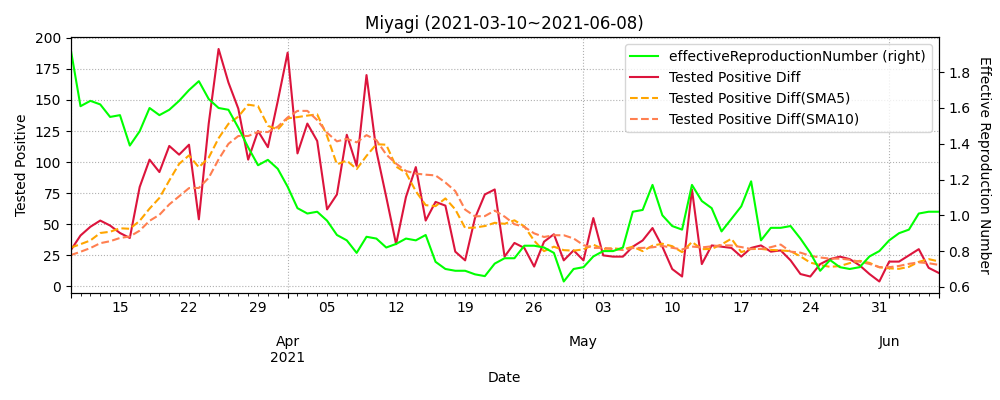 Miyagi (2021-03-10~2021-06-08)
effectiveReproductionNumber (right)
Tested Positive Diff
Tested Positive Diff(SMA5)
Tested Positive Diff(SMA10)
Tested Positive
200
175
150
125
100
75
50
25
0
Effective Reproduction Number
1.8
1.6
1.4
1.2
1.0
0.8
0.6
15 22 29 05 12 19 26 03 10 17 24 31
Apr May Jun
2021
Date